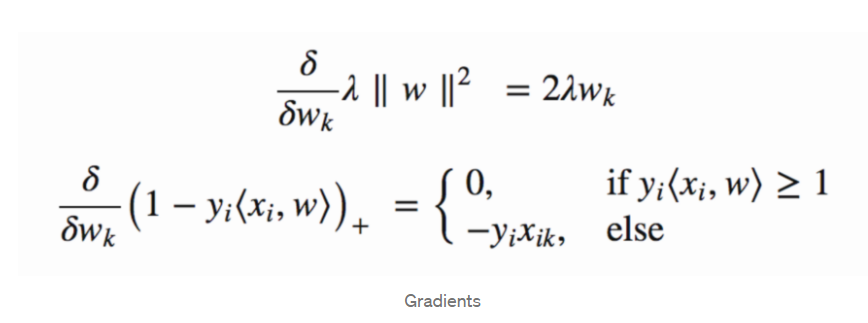 δ/δw_k λ ‖ w ‖² = 2λw_k
δ/δw_k (1 − y_i⟨x_i, w⟩)_+ = { 0, if y_i⟨x_i, w⟩ ≥ 1
−y_i x_ik, else
Gradients